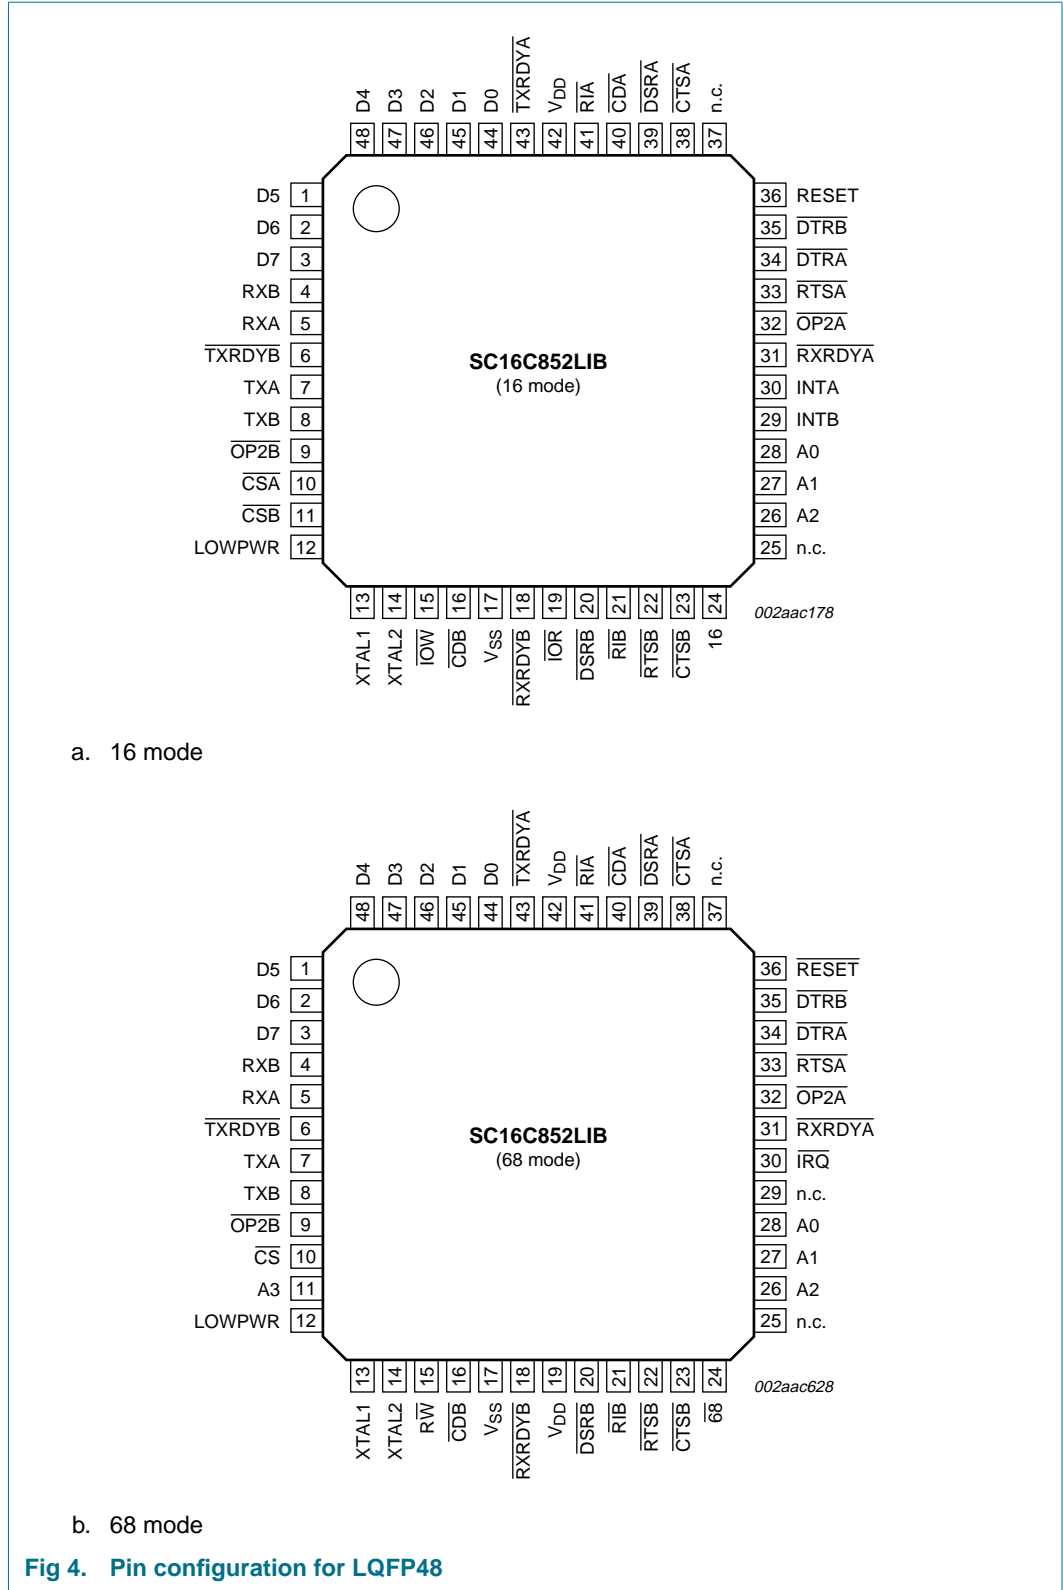 D4 D3 D2 D1 D0 TXRDYA VDD RIA CDA DSRA CTSA n.c.
48 47 46 45 44 43 42 41 40 39 38 37
D5 1 36 RESET
D6 2 35 DTRB
D7 3 34 DTRA
RXB 4 33 RTSA
RXA 5 32 OP2A
TXRDYB 6 31 RXRDYA
SC16C852LIB
(16 mode)
TXA 7 30 INTA
TXB 8 29 INTB
OP2B 9 28 A0
CSA 10 27 A1
CSB 11 26 A2
LOWPWR 12 25 n.c.
13 14 15 16 17 18 19 20 21 22 23 24
XTAL1 XTAL2 IOW CDB VSS RXRDYB IOR DSRB RIB RTSB CTSB 16
002aac178
a. 16 mode
D4 D3 D2 D1 D0 TXRDYA VDD RIA CDA DSRA CTSA n.c.
48 47 46 45 44 43 42 41 40 39 38 37
D5 1 36 RESET
D6 2 35 DTRB
D7 3 34 DTRA
RXB 4 33 RTSA
RXA 5 32 OP2A
TXRDYB 6 31 RXRDYA
SC16C852LIB
(68 mode)
TXA 7 30 IRQ
TXB 8 29 n.c.
OP2B 9 28 A0
CS 10 27 A1
A3 11 26 A2
LOWPWR 12 25 n.c.
13 14 15 16 17 18 19 20 21 22 23 24
XTAL1 XTAL2 RW CDB VSS RXRDYB VDD DSRB RIB RTSB CTSB 68
002aac628
b. 68 mode
Fig 4. Pin configuration for LQFP48